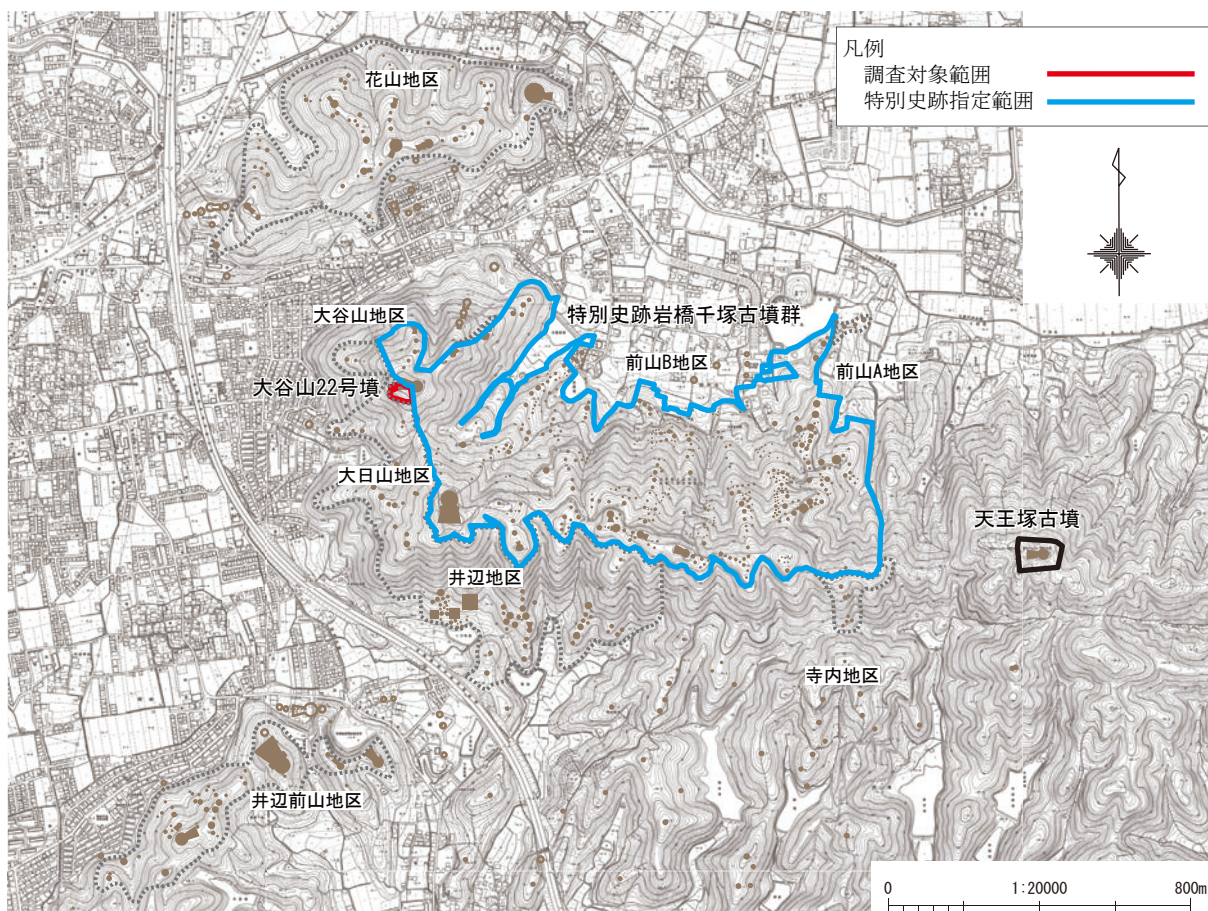 凡例
調査対象範囲
特別史跡指定範囲
花山地区
大谷山地区
特別史跡岩橋千塚古墳群
前山B地区
前山A地区
大谷山22号墳
大日山地区
天王塚古墳
井辺地区
寺内地区
井辺前山地区
0 1:20000 800m